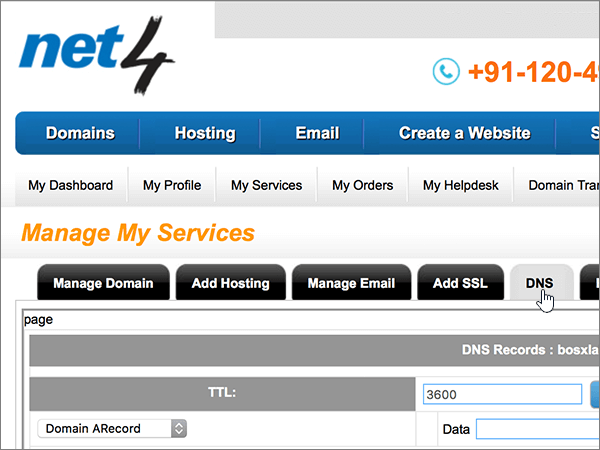 net4
+91-120-4
Domains Hosting Email Create a Website S
My Dashboard My Profile My Services My Orders My Helpdesk Domain Tra
Manage My Services
Manage Domain Add Hosting Manage Email Add SSL DNS
page
DNS Records : bosxla
TTL: 3600
Domain ARecord Data